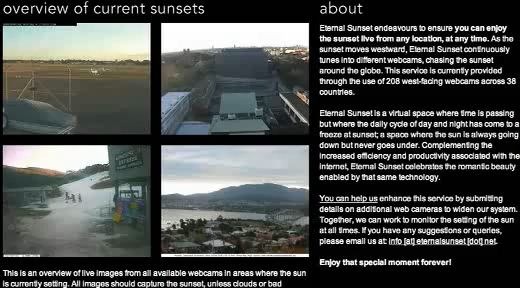 overview of current sunsets
This is an overview of live images from all available webcams in areas where the sun
is currently setting. All images should capture the sunset, unless clouds or bad
about
Eternal Sunset endeavours to ensure you can enjoy
the sunset live from any location, at any time. As the
sunset moves westward, Eternal Sunset continuously
tunes into different webcams, chasing the sunset
around the globe. This service is currently provided
through the use of 208 west-facing webcams across 38
countries.
Eternal Sunset is a virtual space where time is passing
but where the daily cycle of day and night has come to a
freeze at sunset; a space where the sun is always going
down but never goes under. Complementing the
increased efficiency and productivity associated with the
internet, Eternal Sunset celebrates the romantic beauty
enabled by that same technology.
You can help us enhance this service by submitting
details on additional web cameras to widen our system.
Together, we can work to monitor the setting of the sun
at all times. If you have any suggestions or queries,
please email us at: info [at] eternalsunset [dot] net.
Enjoy that special moment forever!